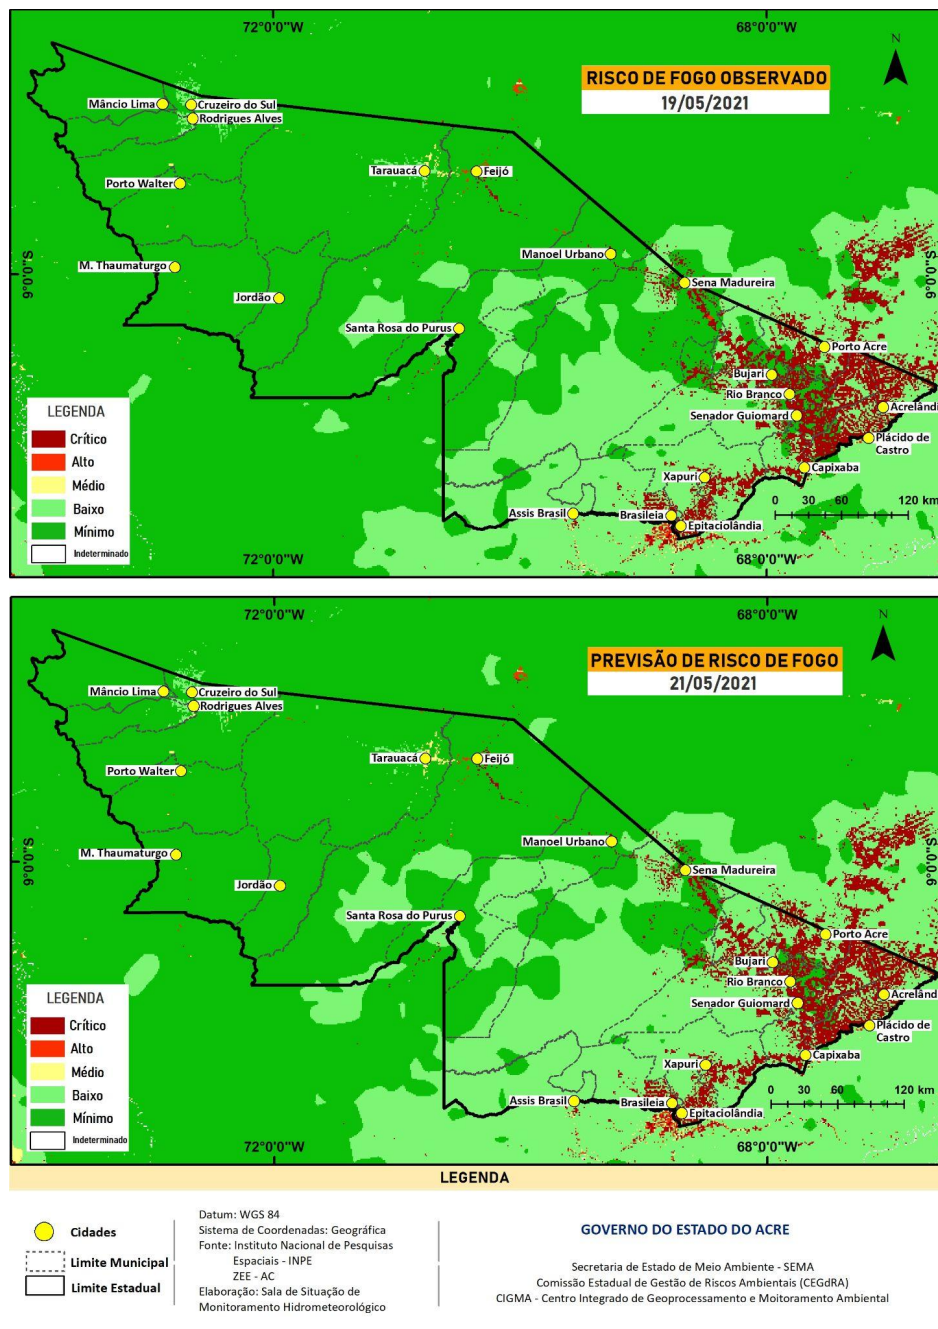 72°0'0"W
68°0'0"W
N
RISCO DE FOGO OBSERVADO
19/05/2021
Mâncio Lima
Cruzeiro do Sul
Rodrigues Alves
Tarauacá
Feijó
Porto Walter
Manoel Urbano
M. Thaumaturgo
9°0'0"S
9°0'0"S
Sena Madureira
Jordão
Santa Rosa do Purus
Porto Acre
Bujari
Rio Branco
Acrelândi
Senador Guiomard
Plácido de
Castro
Capixaba
Xapuri
0 30 60 120 km
Assis Brasil
Brasileia
Epitaciolândia
LEGENDA
Crítico
Alto
Médio
Baixo
Mínimo
Indeterminado
72°0'0"W
68°0'0"W
N
PREVISÃO DE RISCO DE FOGO
21/05/2021
Mâncio Lima
Cruzeiro do Sul
Rodrigues Alves
Tarauacá
Feijó
Porto Walter
Manoel Urbano
M. Thaumaturgo
9°0'0"S
9°0'0"S
Sena Madureira
Jordão
Santa Rosa do Purus
Porto Acre
Bujari
Rio Branco
Acrelând
Senador Guiomard
Plácido de
Castro
Capixaba
Xapuri
0 30 60 120 km
Assis Brasil
Brasileia
Epitaciolândia
LEGENDA
Crítico
Alto
Médio
Baixo
Mínimo
Indeterminado
72°0'0"W
68°0'0"W
LEGENDA
Cidades
Limite Municipal
Limite Estadual
Datum: WGS 84
Sistema de Coordenadas: Geográfica
Fonte: Instituto Nacional de Pesquisas
Espaciais - INPE
ZEE - AC
Elaboração: Sala de Situação de
Monitoramento Hidrometeorológico
GOVERNO DO ESTADO DO ACRE
Secretaria de Estado de Meio Ambiente - SEMA
Comissão Estadual de Gestão de Riscos Ambientais (CEGdRA)
CIGMA - Centro Integrado de Geoprocessamento e Moitoramento Ambiental